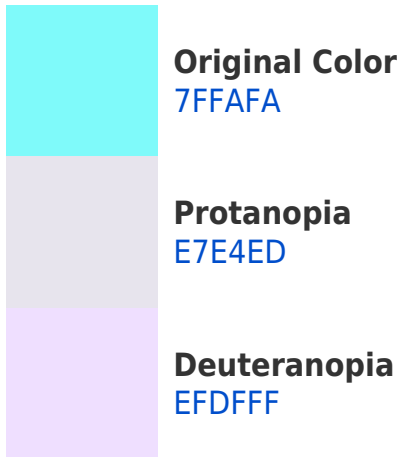 Original Color
7FFAFA
Protanopia
E7E4ED
Deuteranopia
EFDFFF